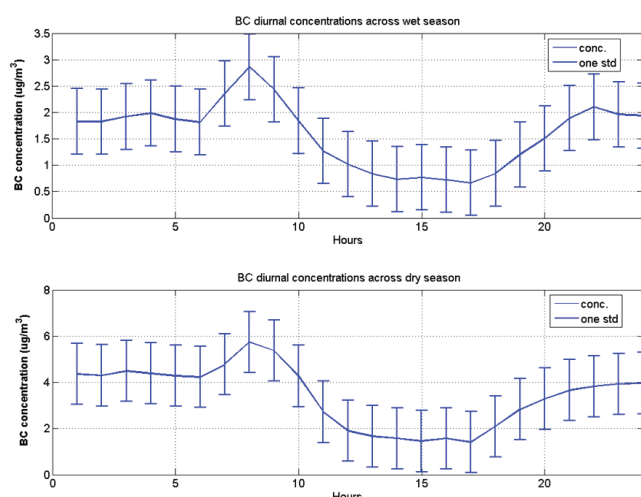 BC diurnal concentrations across wet season
BC concentration (ug/m³)
3.5
3
2.5
2
1.5
1
0.5
0
0
5
10
15
20
Hours
conc.
one std
BC diurnal concentrations across dry season
BC concentration (ug/m³)
8
6
4
2
0
0
5
10
15
20
Hours
conc.
one std